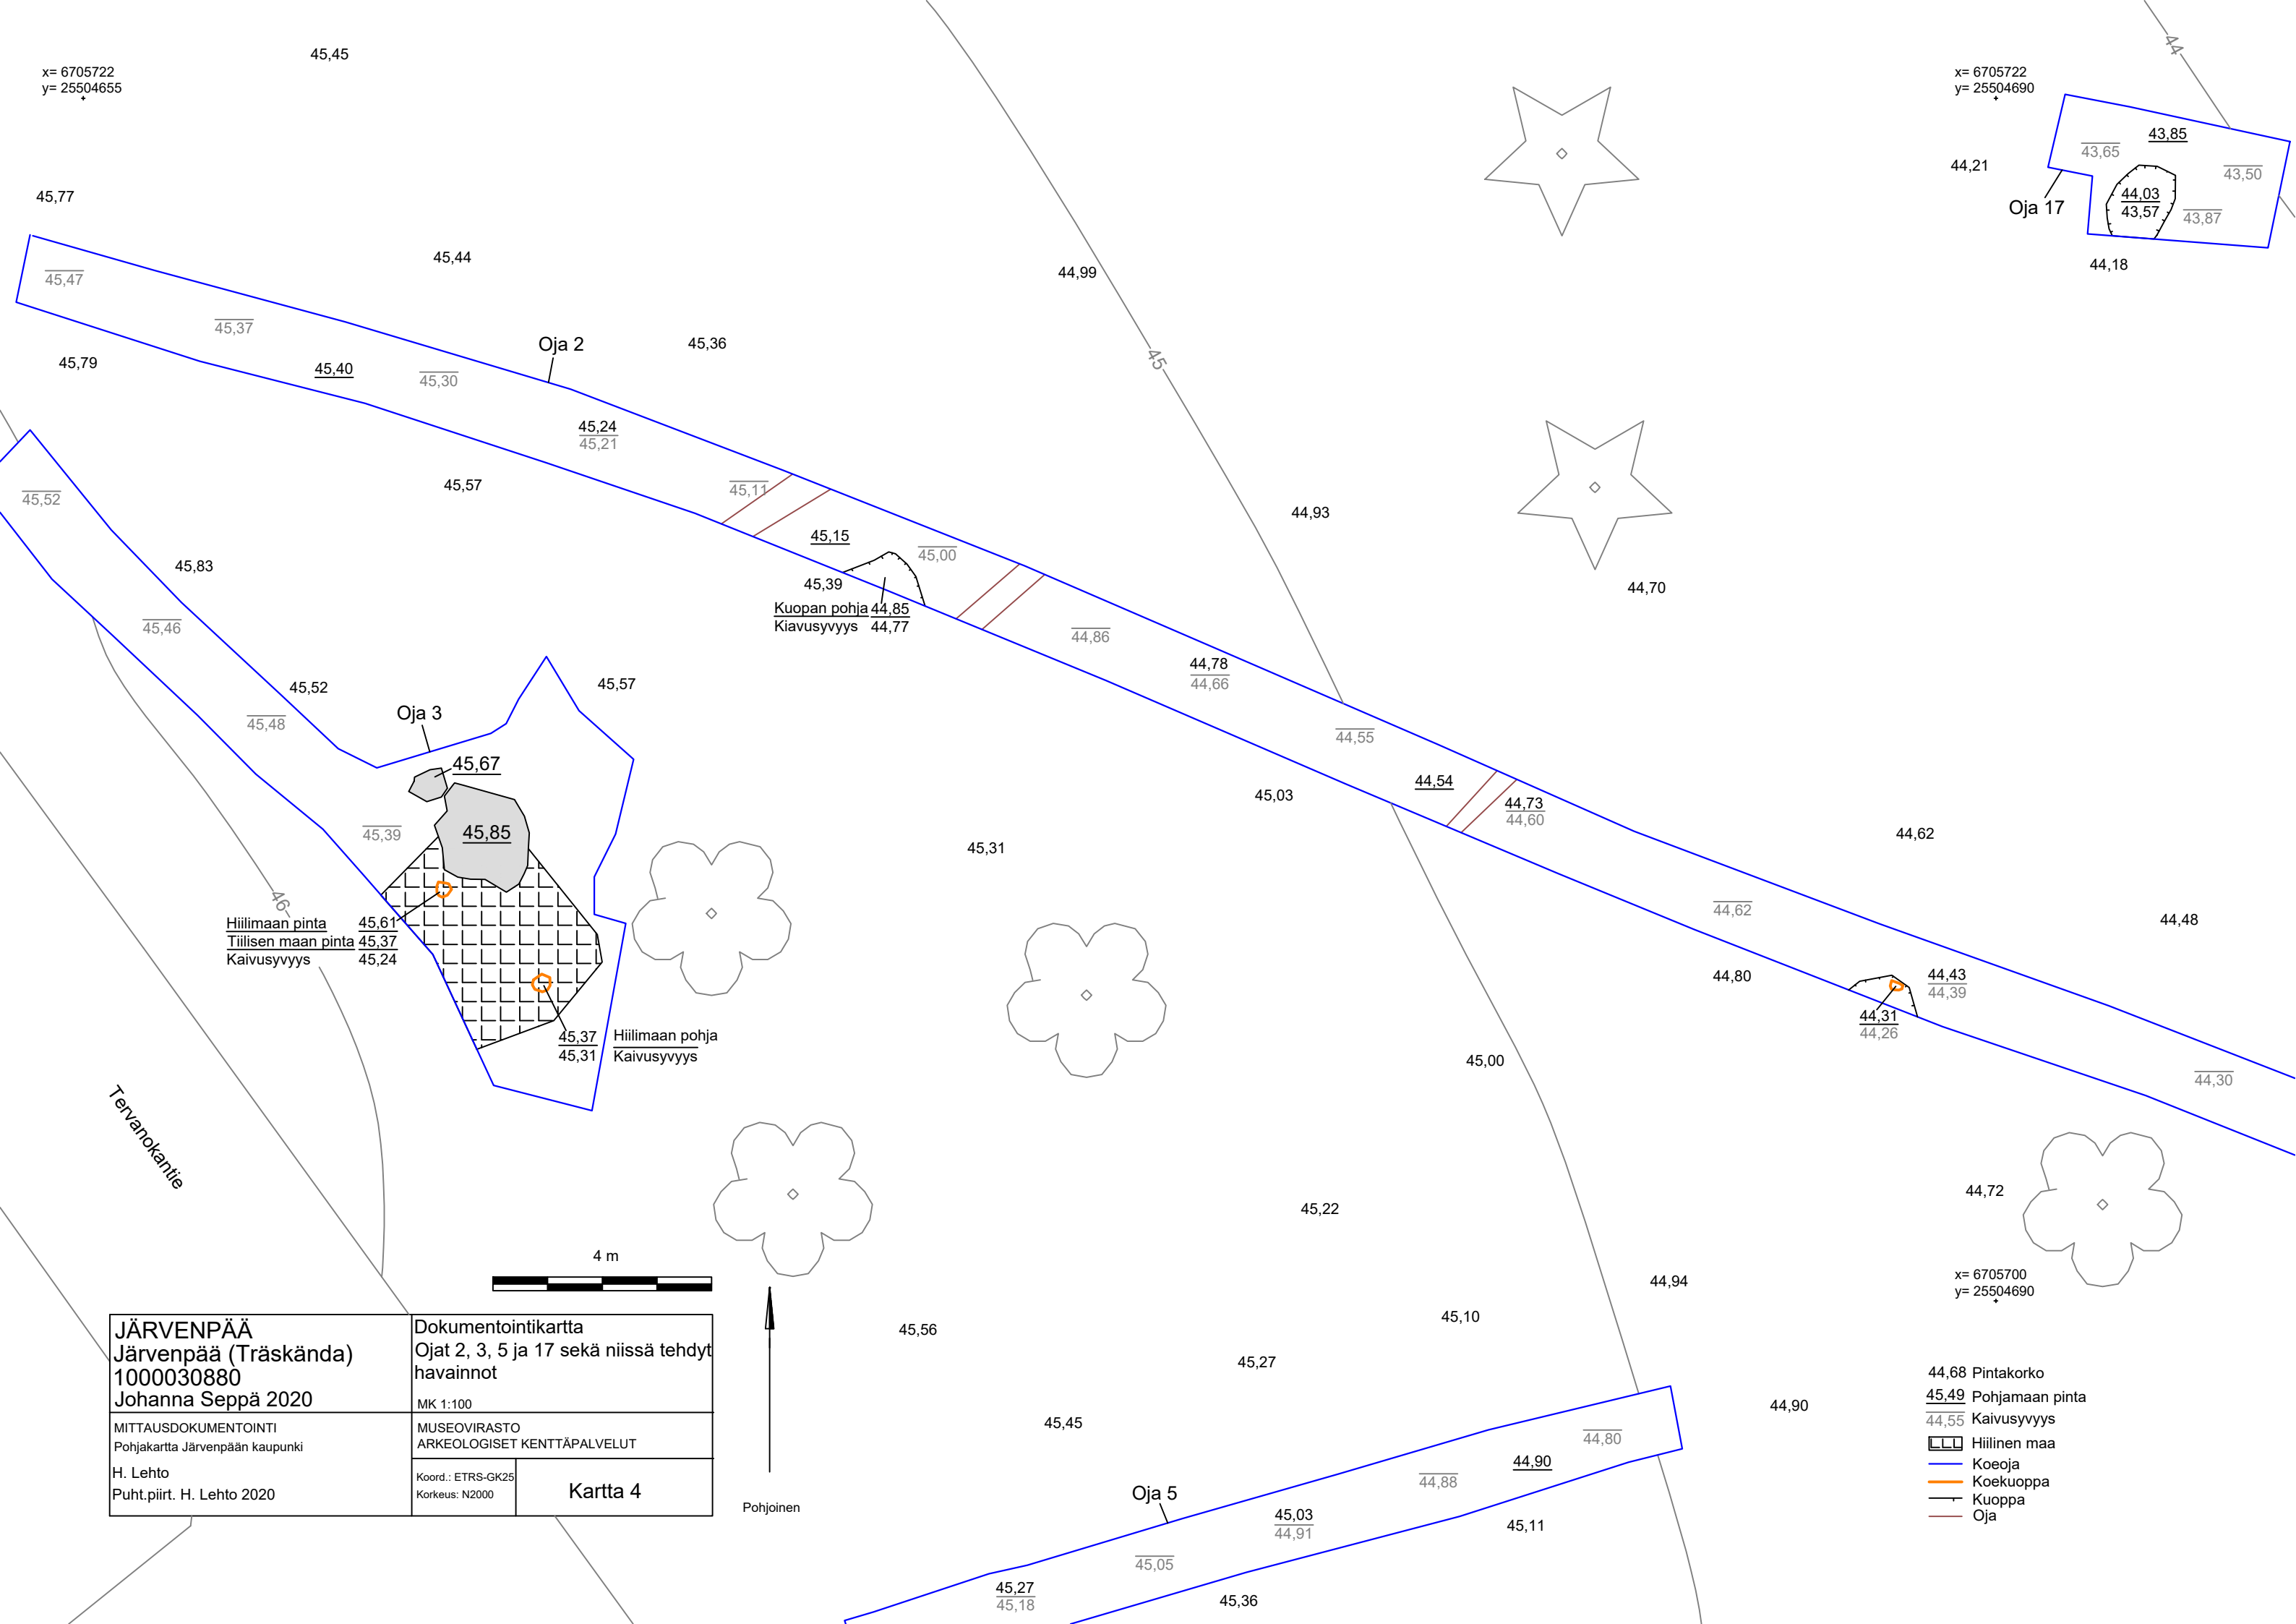 45,45
x= 6705722
y= 25504655
x= 6705722
y= 25504690
44
43,85
43,65
43,50
44,21
44,03
43,57
43,87
Oja 17
44,18
45,77
45,44
44,99
45,47
45,37
Oja 2
45,36
45
45,79
45,40
45,30
45,24
45,21
45,57
45,11
45,52
44,93
45,15
45,00
45,83
45,39
Kuopan pohja 44,85
Kiavusyvyys 44,77
44,70
45,46
44,86
44,78
44,66
45,52
45,57
45,48
Oja 3
44,55
45,67
44,54
45,03
44,73
44,60
45,85
45,39
44,62
45,31
46
44,62
44,48
Hiilimaan pinta 45,61
Tiilisen maan pinta 45,37
Kaivusyvyys 45,24
44,80
44,43
44,39
44,31
44,26
45,37 Hiilimaan pohja
45,31 Kaivusyvyys
45,00
44,30
Tervanokantie
44,72
45,22
4 m
44,94
x= 6705700
y= 25504690
45,10
45,56
45,27
44,90
45,45
JÄRVENPÄÄ
Järvenpää (Träskända)
1000030880
Johanna Seppä 2020
Dokumentointikartta
Ojat 2, 3, 5 ja 17 sekä niissä tehdyt
havainnot
MK 1:100
MITTAUSDOKUMENTOINTI
Pohjakartta Järvenpään kaupunki
H. Lehto
Puht.piirt. H. Lehto 2020
MUSEOVIRASTO
ARKEOLOGISET KENTTÄPALVELUT
Koord.: ETRS-GK25
Korkeus: N2000
Kartta 4
Pohjoinen
44,80
44,90
44,88
Oja 5
45,03
44,91
45,11
45,05
45,27
45,18
45,36
44,68 Pintakorko
45,49 Pohjamaan pinta
44,55 Kaivusyvyys
Hiilinen maa
Koeoja
Koekuoppa
Kuoppa
Oja